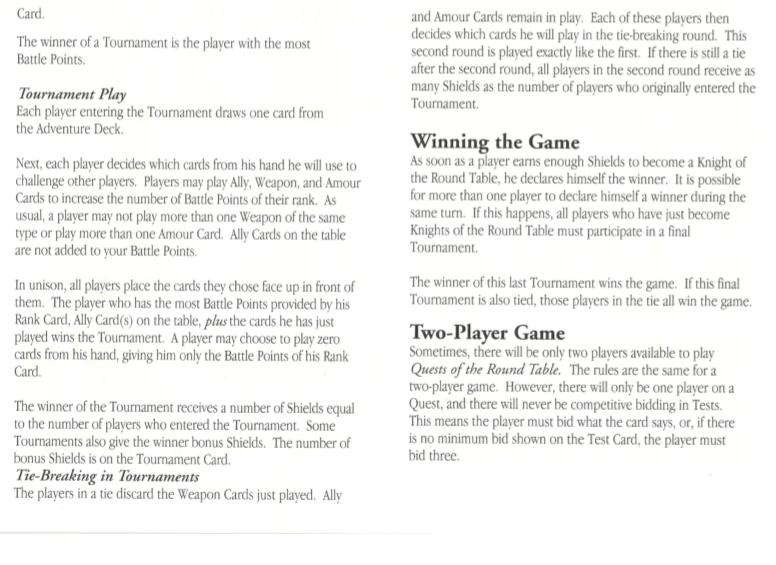 Card.
The winner of a Tournament is the player with the most
Battle Points.
Tournament Play
Each player entering the Tournament draws one card from
the Adventure Deck.
Next, each player decides which cards from his hand he will use to
challenge other players. Players may play Ally, Weapon, and Amour
Cards to increase the number of Battle Points of their rank. As
usual, a player may not play more than one Weapon of the same
type or play more than one Amour Card. Ally Cards on the table
are not added to your Battle Points.
In unison, all players place the cards they chose face up in front of
them. The player who has the most Battle Points provided by his
Rank Card, Ally Card(s) on the table, plus the cards he has just
played wins the Tournament. A player may choose to play zero
cards from his hand, giving him only the Battle Points of his Rank
Card.
The winner of the Tournament receives a number of Shields equal
to the number of players who entered the Tournament. Some
Tournaments also give the winner bonus Shields. The number of
bonus Shields is on the Tournament Card.
Tie-Breaking in Tournaments
The players in a tie discard the Weapon Cards just played. Ally
and Amour Cards remain in play. Each of these players then
decides which cards he will play in the tie-breaking round. This
second round is played exactly like the first. If there is still a tie
after the second round, all players in the second round receive as
many Shields as the number of players who originally entered the
Tournament.
Winning the Game
As soon as a player earns enough Shields to become a Knight of
the Round Table, he declares himself the winner. It is possible
for more than one player to declare himself a winner during the
same turn. If this happens, all players who have just become
Knights of the Round Table must participate in a final
Tournament.
The winner of this last Tournament wins the game. If this final
Tournament is also tied, those players in the tie all win the game.
Two-Player Game
Sometimes, there will be only two players available to play
Quests of the Round Table. The rules are the same for a
two-player game. However, there will only be one player on a
Quest, and there will never be competitive bidding in Tests.
This means the player must bid what the card says, or, if there
is no minimum bid shown on the Test Card, the player must
bid three.